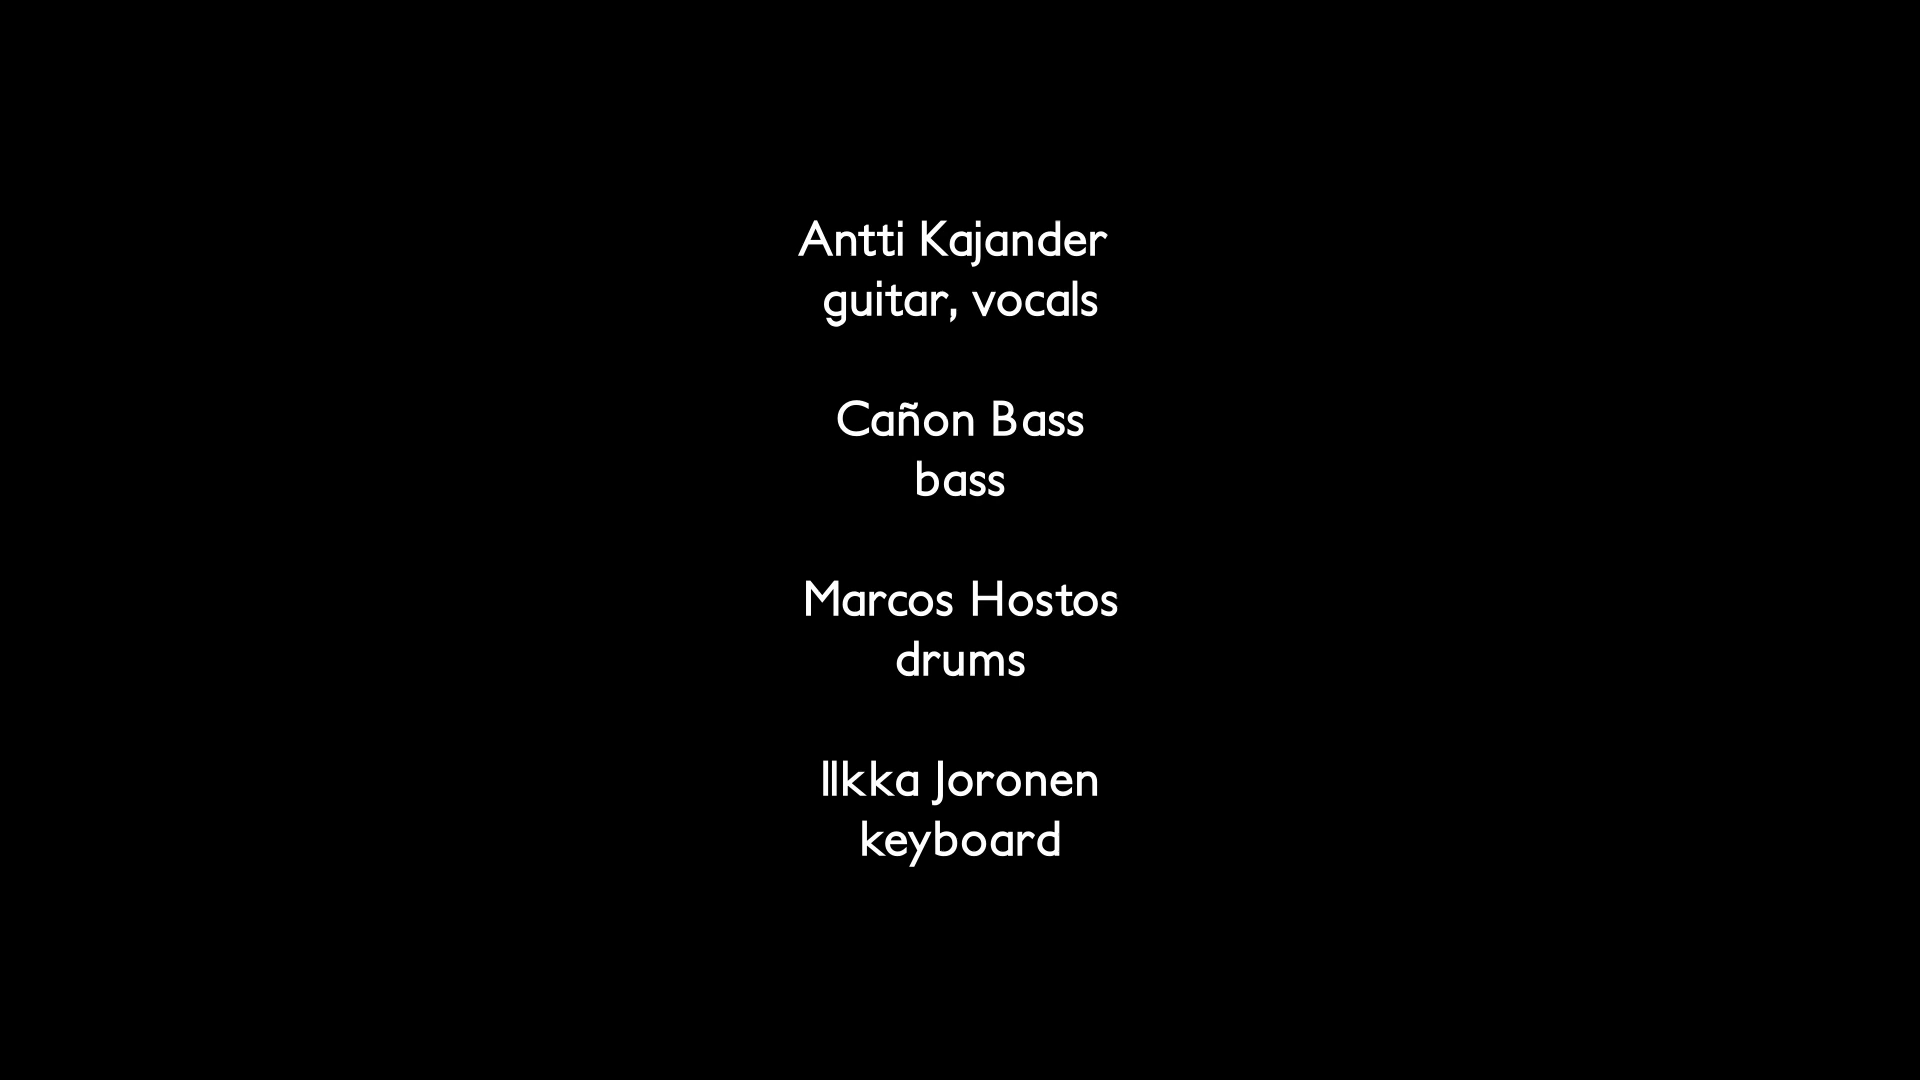 Antti Kajander
guitar, vocals
Cañon Bass
bass
Marcos Hostos
drums
Ilkka Joronen
keyboard